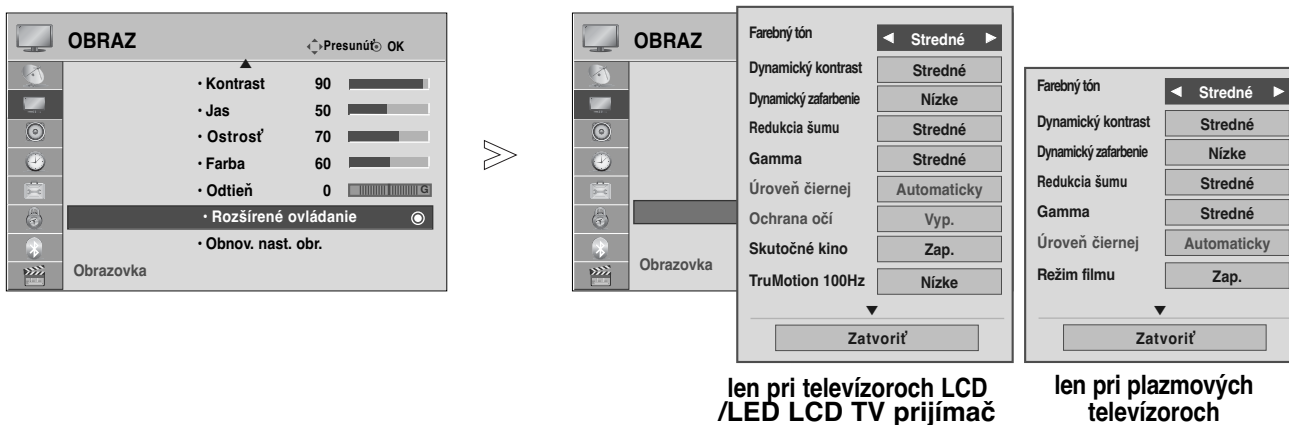 OBRAZ
Presunúť OK
• Kontrast 90
• Jas 50
• Ostrosť 70
• Farba 60
• Odtieň 0 G
• Rozšírené ovládanie
• Obnov. nast. obr.
Obrazovka
OBRAZ
Obrazovka
Farebný tón Stredné
Dynamický kontrast Stredné
Dynamický zafarbenie Nízke
Redukcia šumu Stredné
Gamma Stredné
Úroveň čiernej Automaticky
Ochrana očí Vyp.
Skutočné kino Zap.
TruMotion 100Hz Nízke
Zatvoriť
len pri televízoroch LCD
/LED LCD TV prijímač
Farebný tón Stredné
Dynamický kontrast Stredné
Dynamický zafarbenie Nízke
Redukcia šumu Stredné
Gamma Stredné
Úroveň čiernej Automaticky
Režim filmu Zap.
Zatvoriť
len pri plazmových
televízoroch